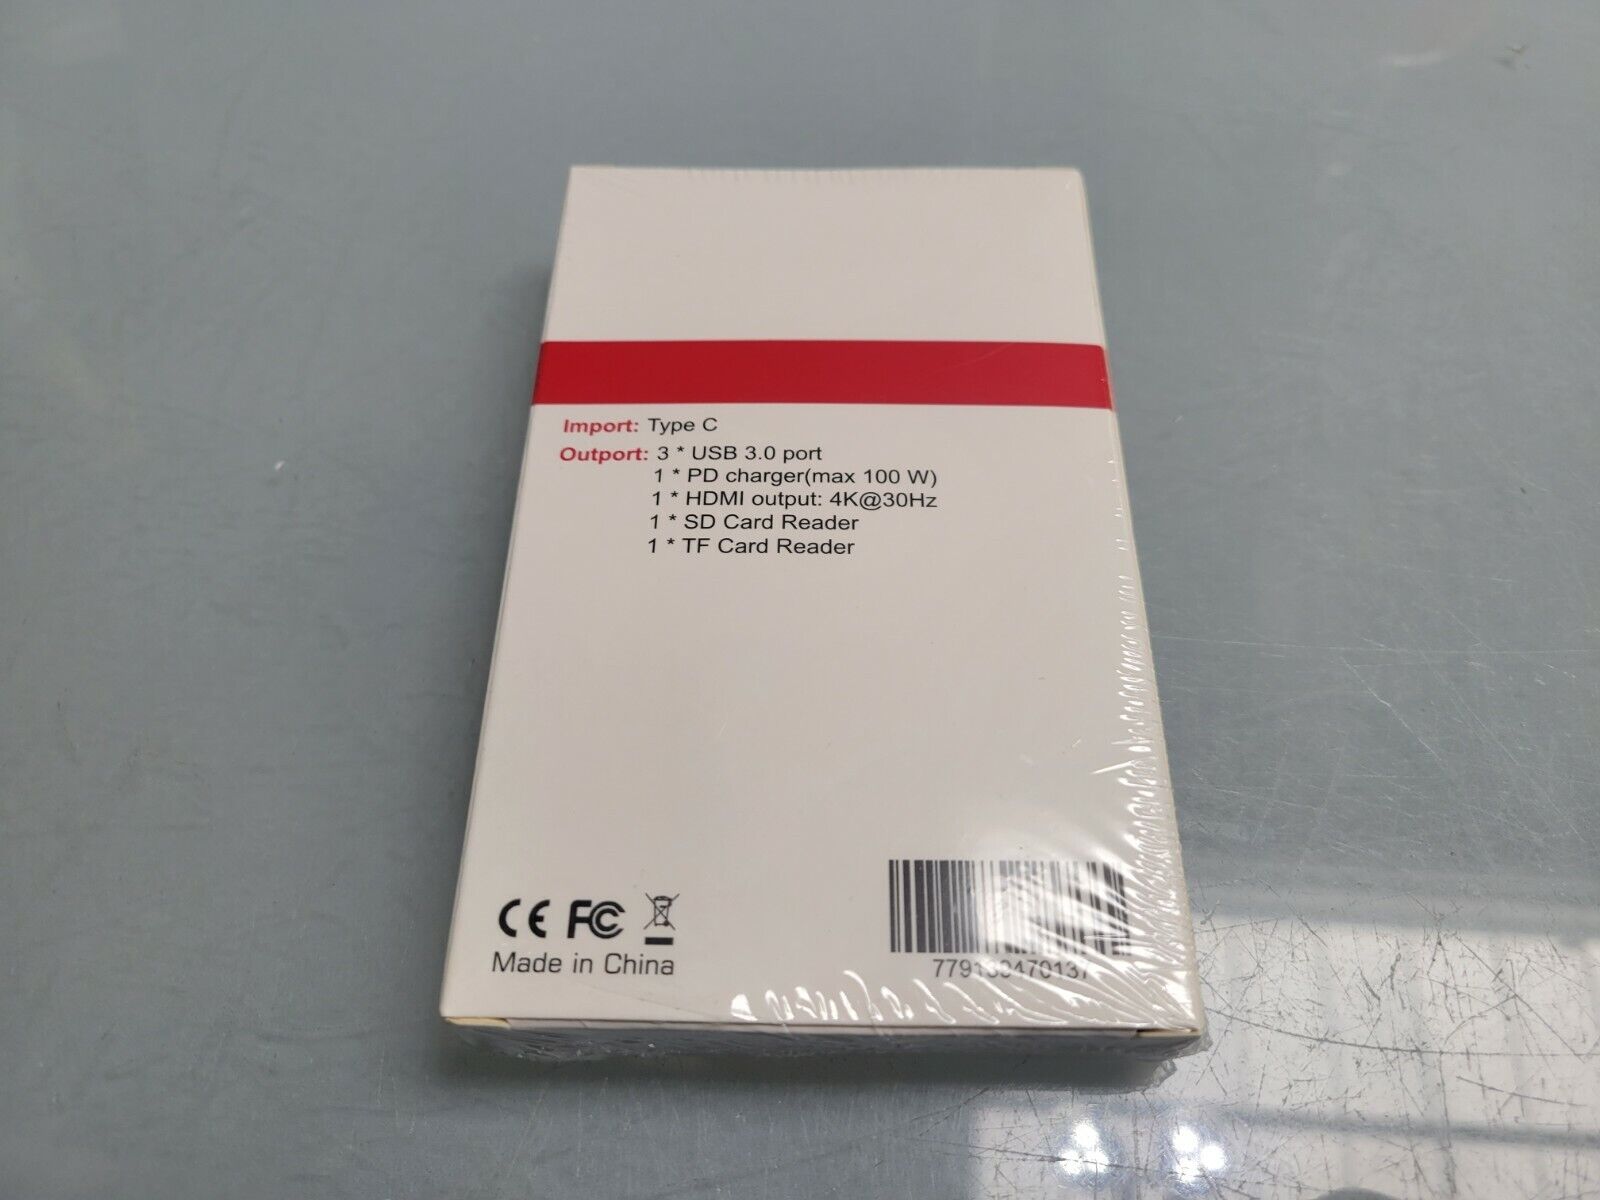 Import: Type C
Outport: 3 * USB 3.0 port
1 * PD charger(max 100 W)
1 * HDMI output: 4K@30Hz
1 * SD Card Reader
1 * TF Card Reader
CE FC
Made in China